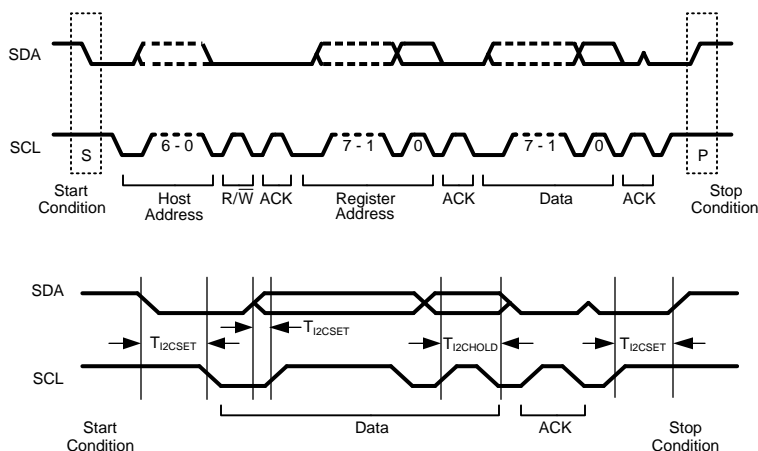 SDA
SCL
S
6 - 0
7 - 1
0
7 - 1
0
P
Start
Condition
Host
Address
R/W̅
ACK
Register
Address
ACK
Data
ACK
Stop
Condition
SDA
T_I2CSET
T_I2CSET
T_I2CHOLD
T_I2CSET
SCL
Start
Condition
Data
ACK
Stop
Condition